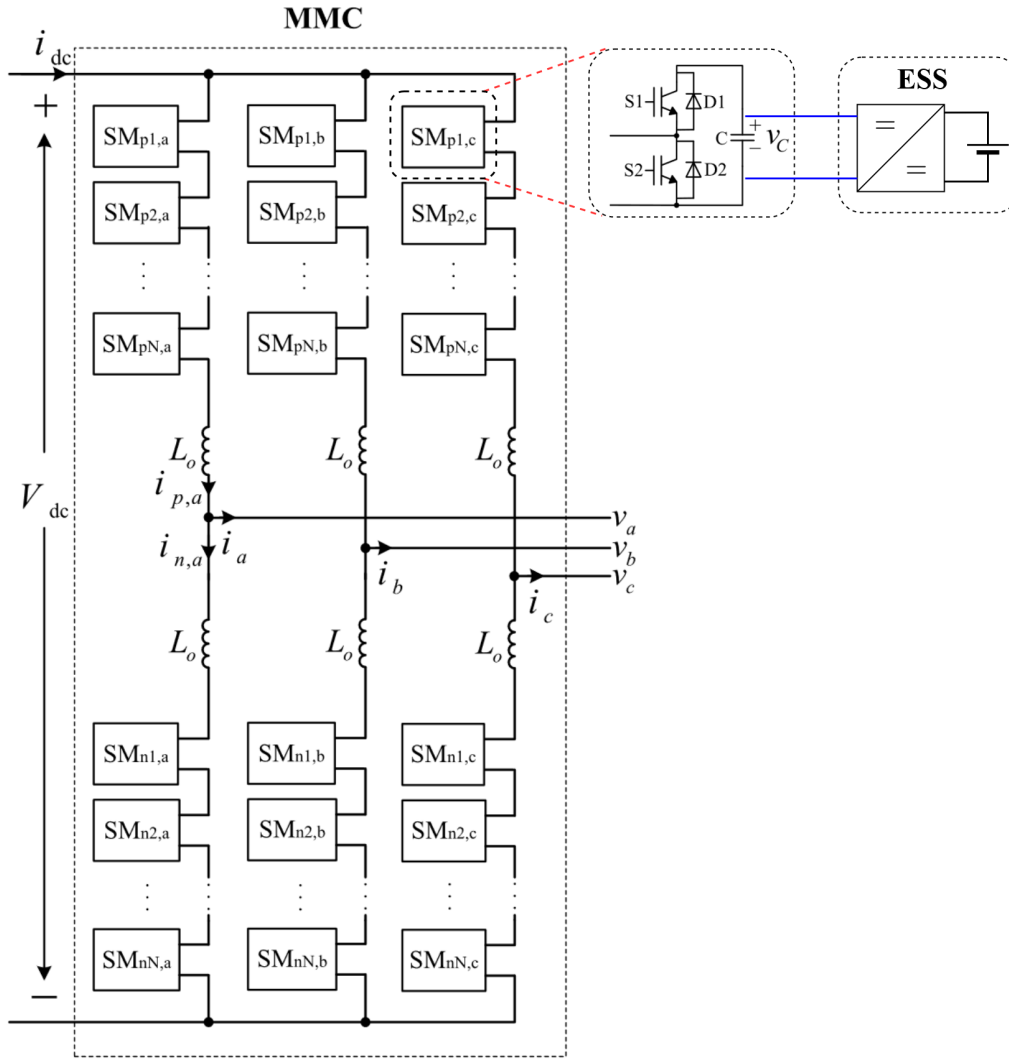 MMC
i dc
+
SMp1,a
SMp1,b
SMp1,c
SMp2,a
SMp2,b
SMp2,c
SMpN,a
SMpN,b
SMpN,c
S1
D1
S2
D2
C
+
−
vC
ESS
=
=
Lo
Lo
Lo
i p,a
V dc
i n,a
i a
i b
i c
va
vb
vc
Lo
Lo
Lo
SMn1,a
SMn1,b
SMn1,c
SMn2,a
SMn2,b
SMn2,c
SMnN,a
SMnN,b
SMnN,c
−